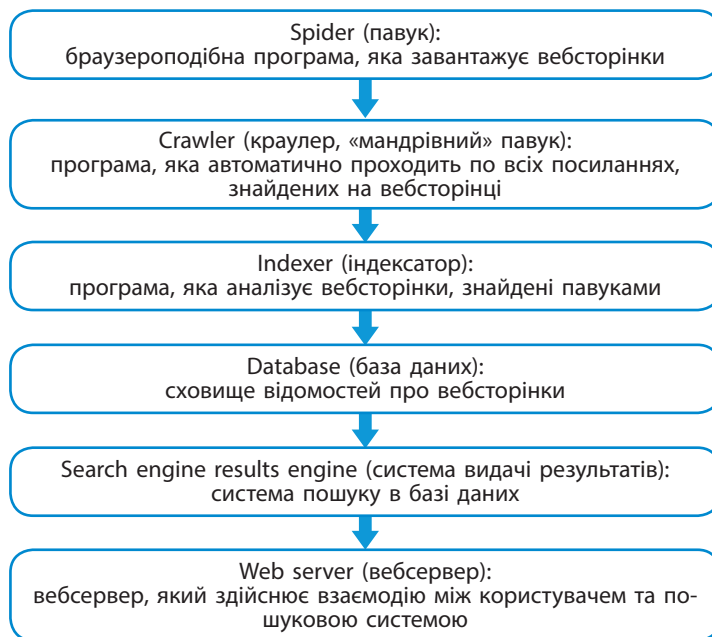 Spider (павук):
браузероподібна програма, яка завантажує вебсторінки
Crawler (краулер, «мандрівний» павук):
програма, яка автоматично проходить по всіх посиланнях,
знайдених на вебсторінці
Indexer (індексатор):
програма, яка аналізує вебсторінки, знайдені павуками
Database (база даних):
сховище відомостей про вебсторінки
Search engine results engine (система видачі результатів):
система пошуку в базі даних
Web server (вебсервер):
вебсервер, який здійснює взаємодію між користувачем та по-
шуковою системою